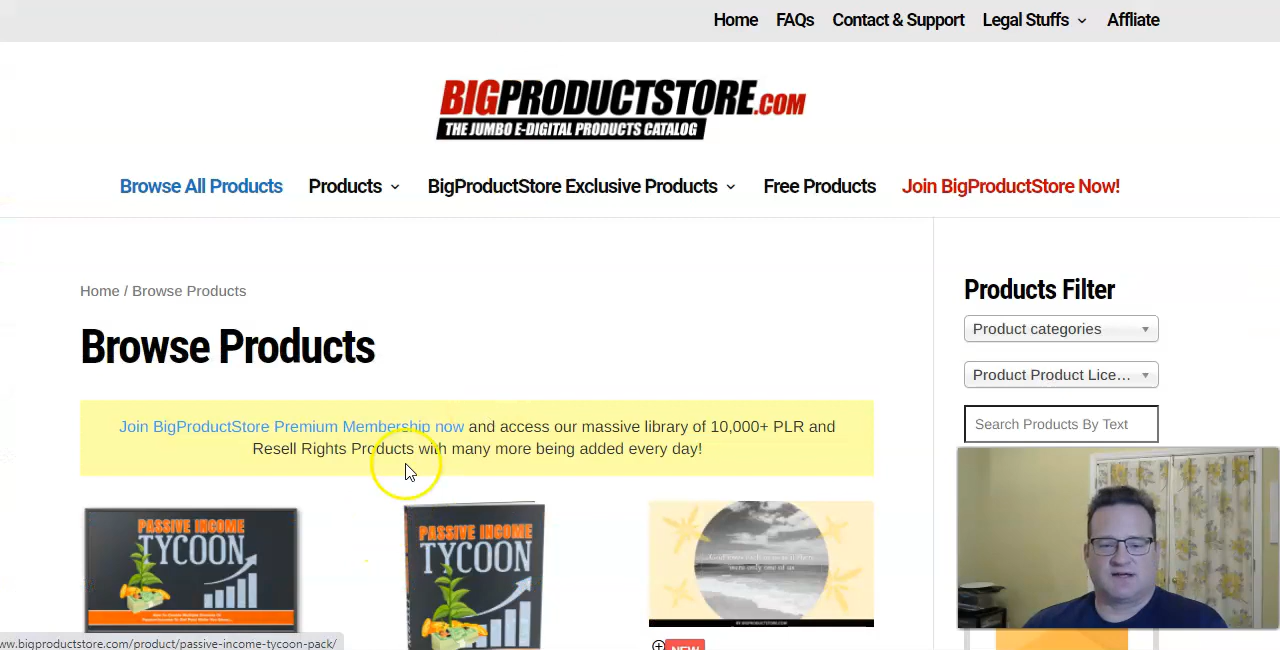 Home FAQs Contact & Support Legal Stuffs Affliate
BIGPRODUCTSTORE.COM
THE JUMBO E-DIGITAL PRODUCTS CATALOG
Browse All Products Products BigProductStore Exclusive Products Free Products Join BigProductStore Now!
Home / Browse Products
Browse Products
Join BigProductStore Premium Membership now and access our massive library of 10,000+ PLR and
Resell Rights Products with many more being added every day!
Products Filter
Product categories
Product Product Lice...
Search Products By Text
PASSIVE INCOME
TYCOON
PASSIVE INCOME
TYCOON
NEW
ww.bigproductstore.com/product/passive-income-tycoon-pack/